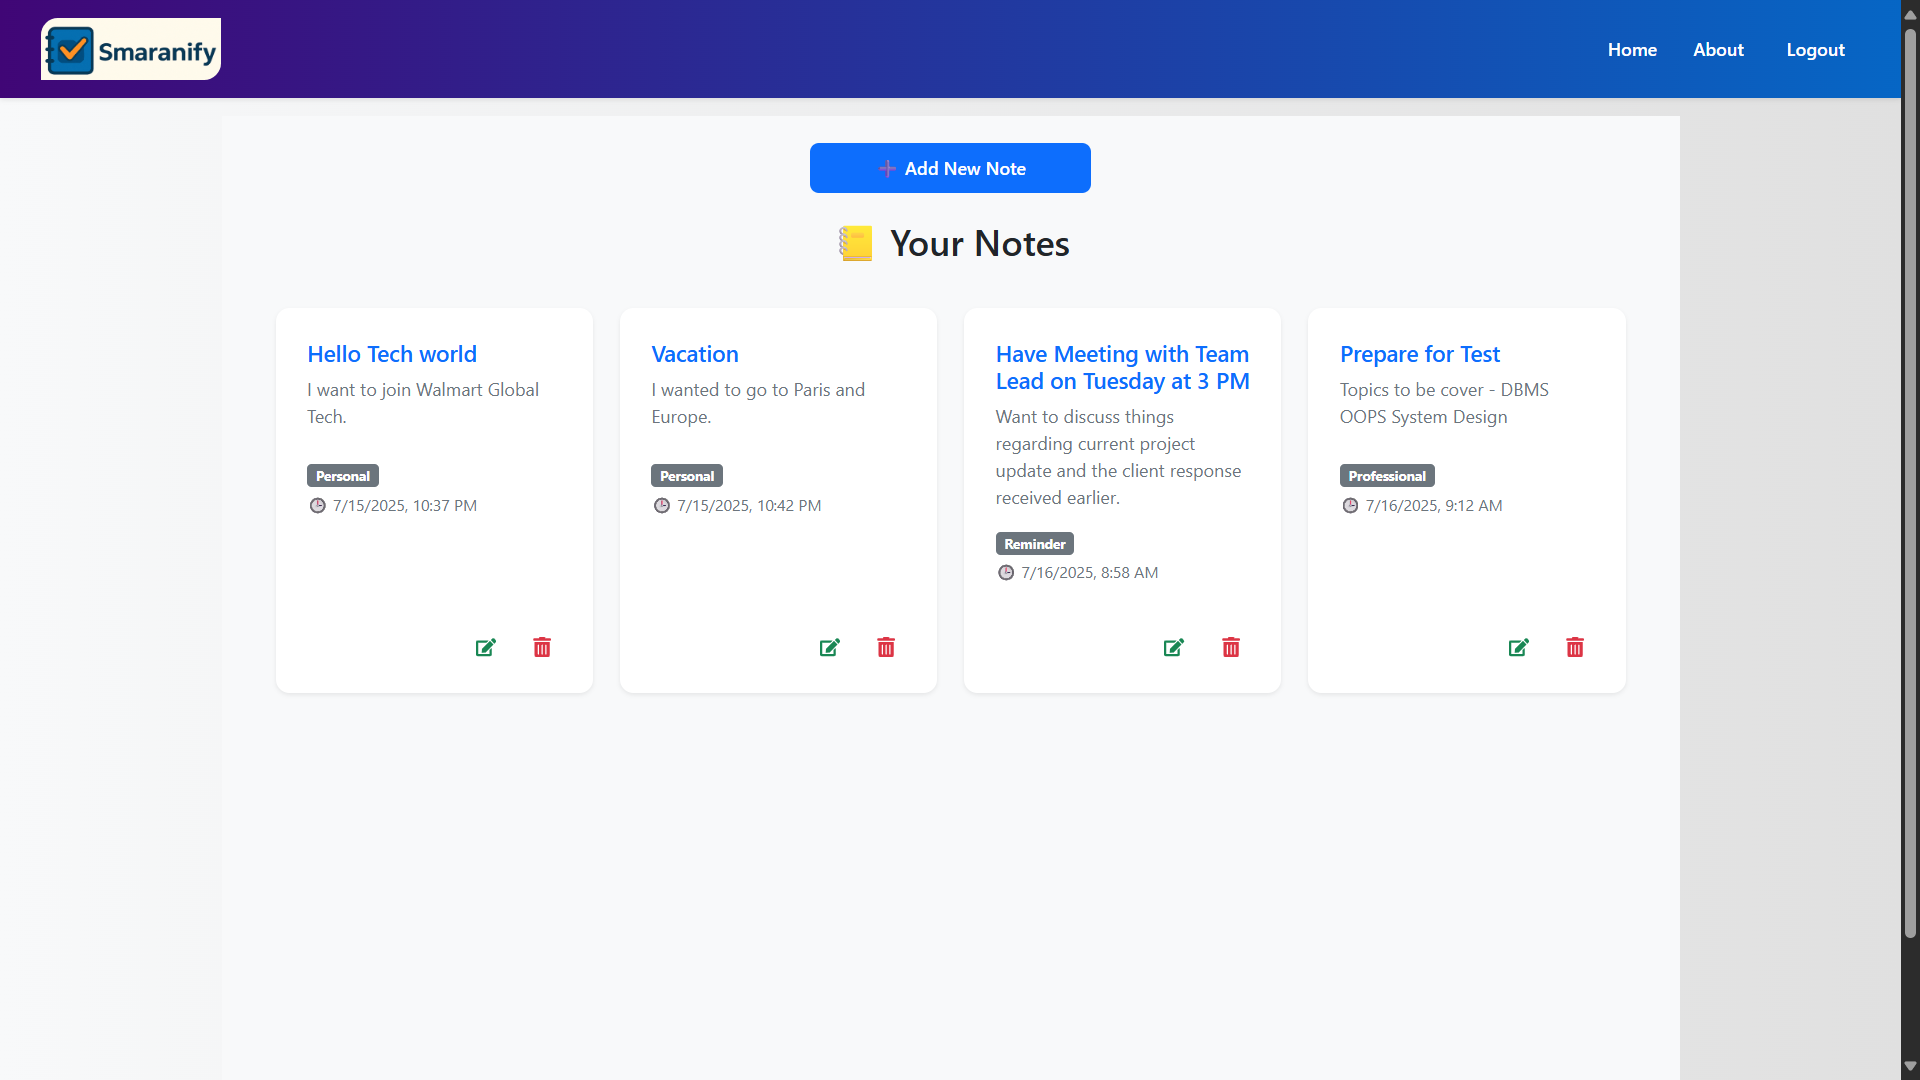 Smaranify
Home
About
Logout
Add New Note
Your Notes
Hello Tech world
I want to join Walmart Global
Tech.
Personal
7/15/2025, 10:37 PM
Vacation
I wanted to go to Paris and
Europe.
Personal
7/15/2025, 10:42 PM
Have Meeting with Team
Lead on Tuesday at 3 PM
Want to discuss things
regarding current project
update and the client response
received earlier.
Reminder
7/16/2025, 8:58 AM
Prepare for Test
Topics to be cover - DBMS
OOPS System Design
Professional
7/16/2025, 9:12 AM